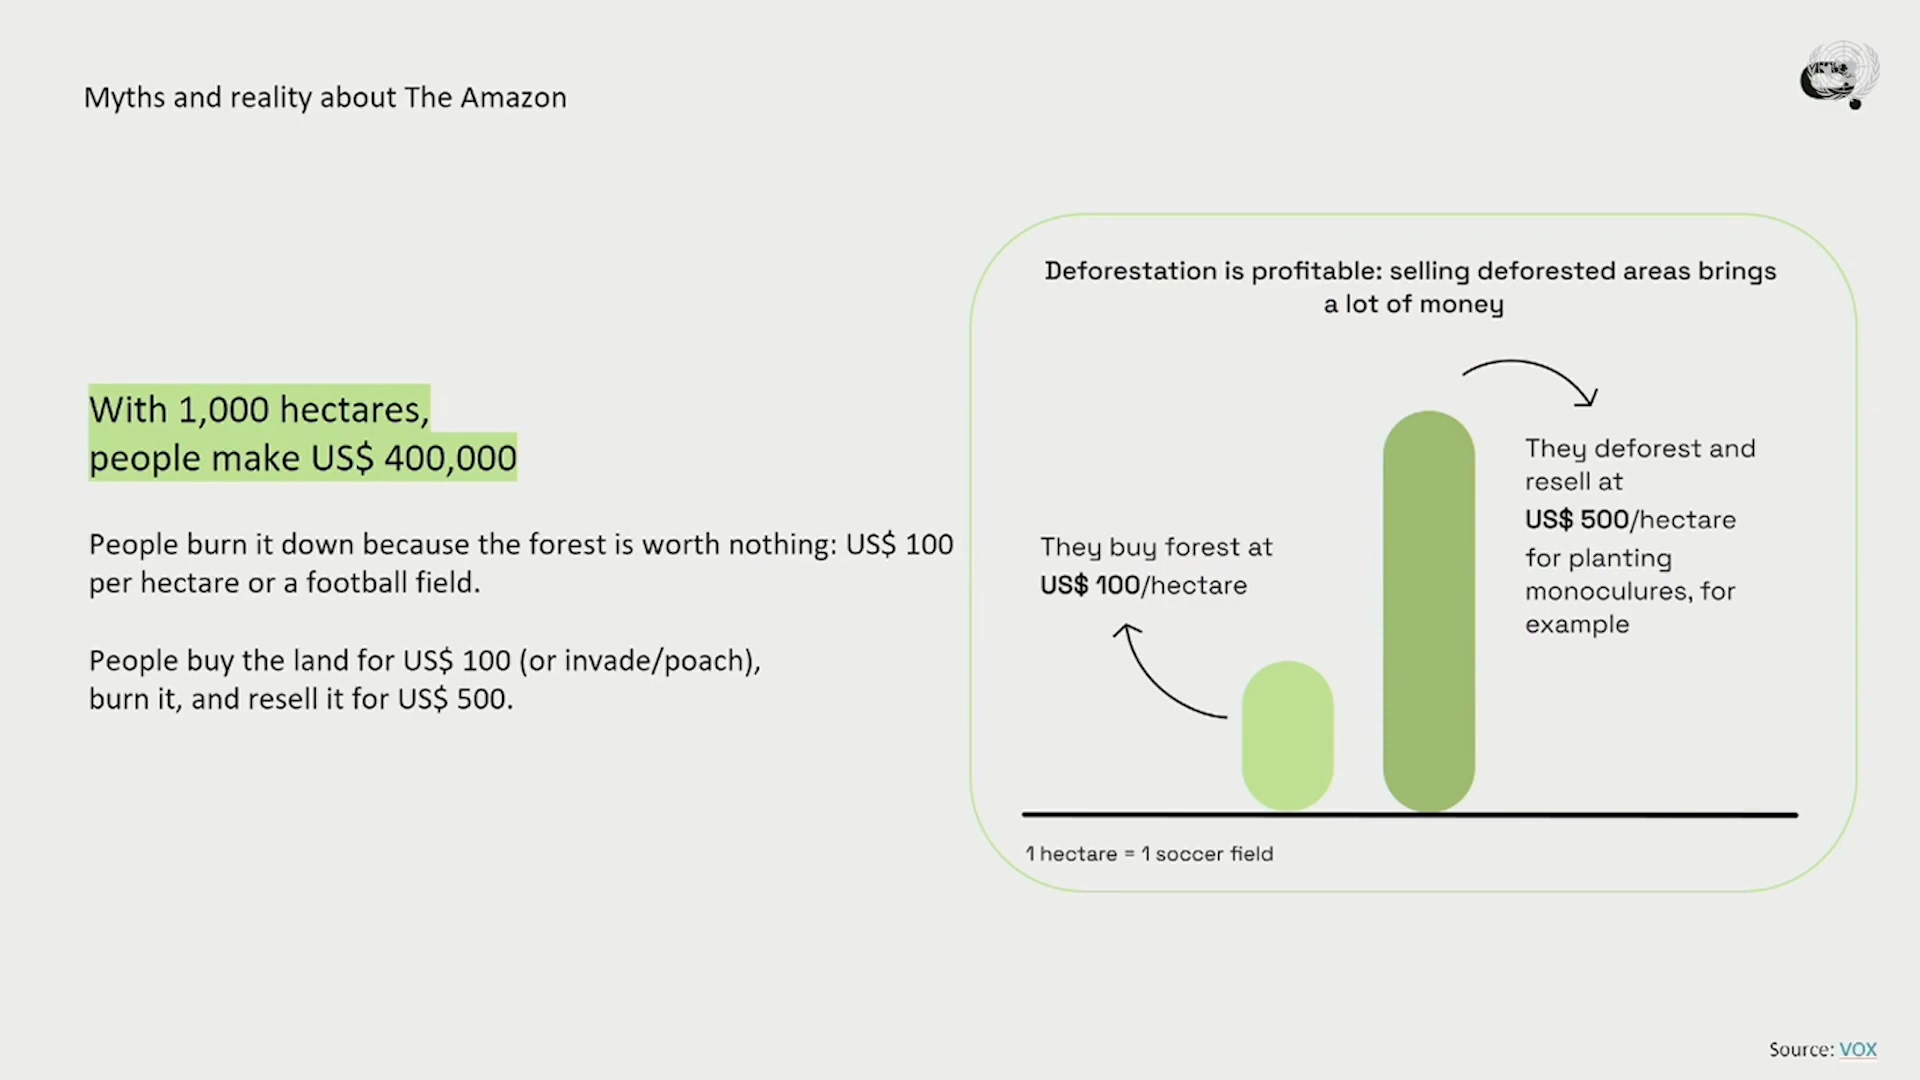 Myths and reality about The Amazon
With 1,000 hectares,
people make US$ 400,000
People burn it down because the forest is worth nothing: US$ 100
per hectare or a football field.
People buy the land for US$ 100 (or invade/poach),
burn it, and resell it for US$ 500.
Deforestation is profitable: selling deforested areas brings
a lot of money
They buy forest at
US$ 100/hectare
They deforest and
resell at
US$ 500/hectare
for planting
monoculures, for
example
1 hectare = 1 soccer field
Source: VOX